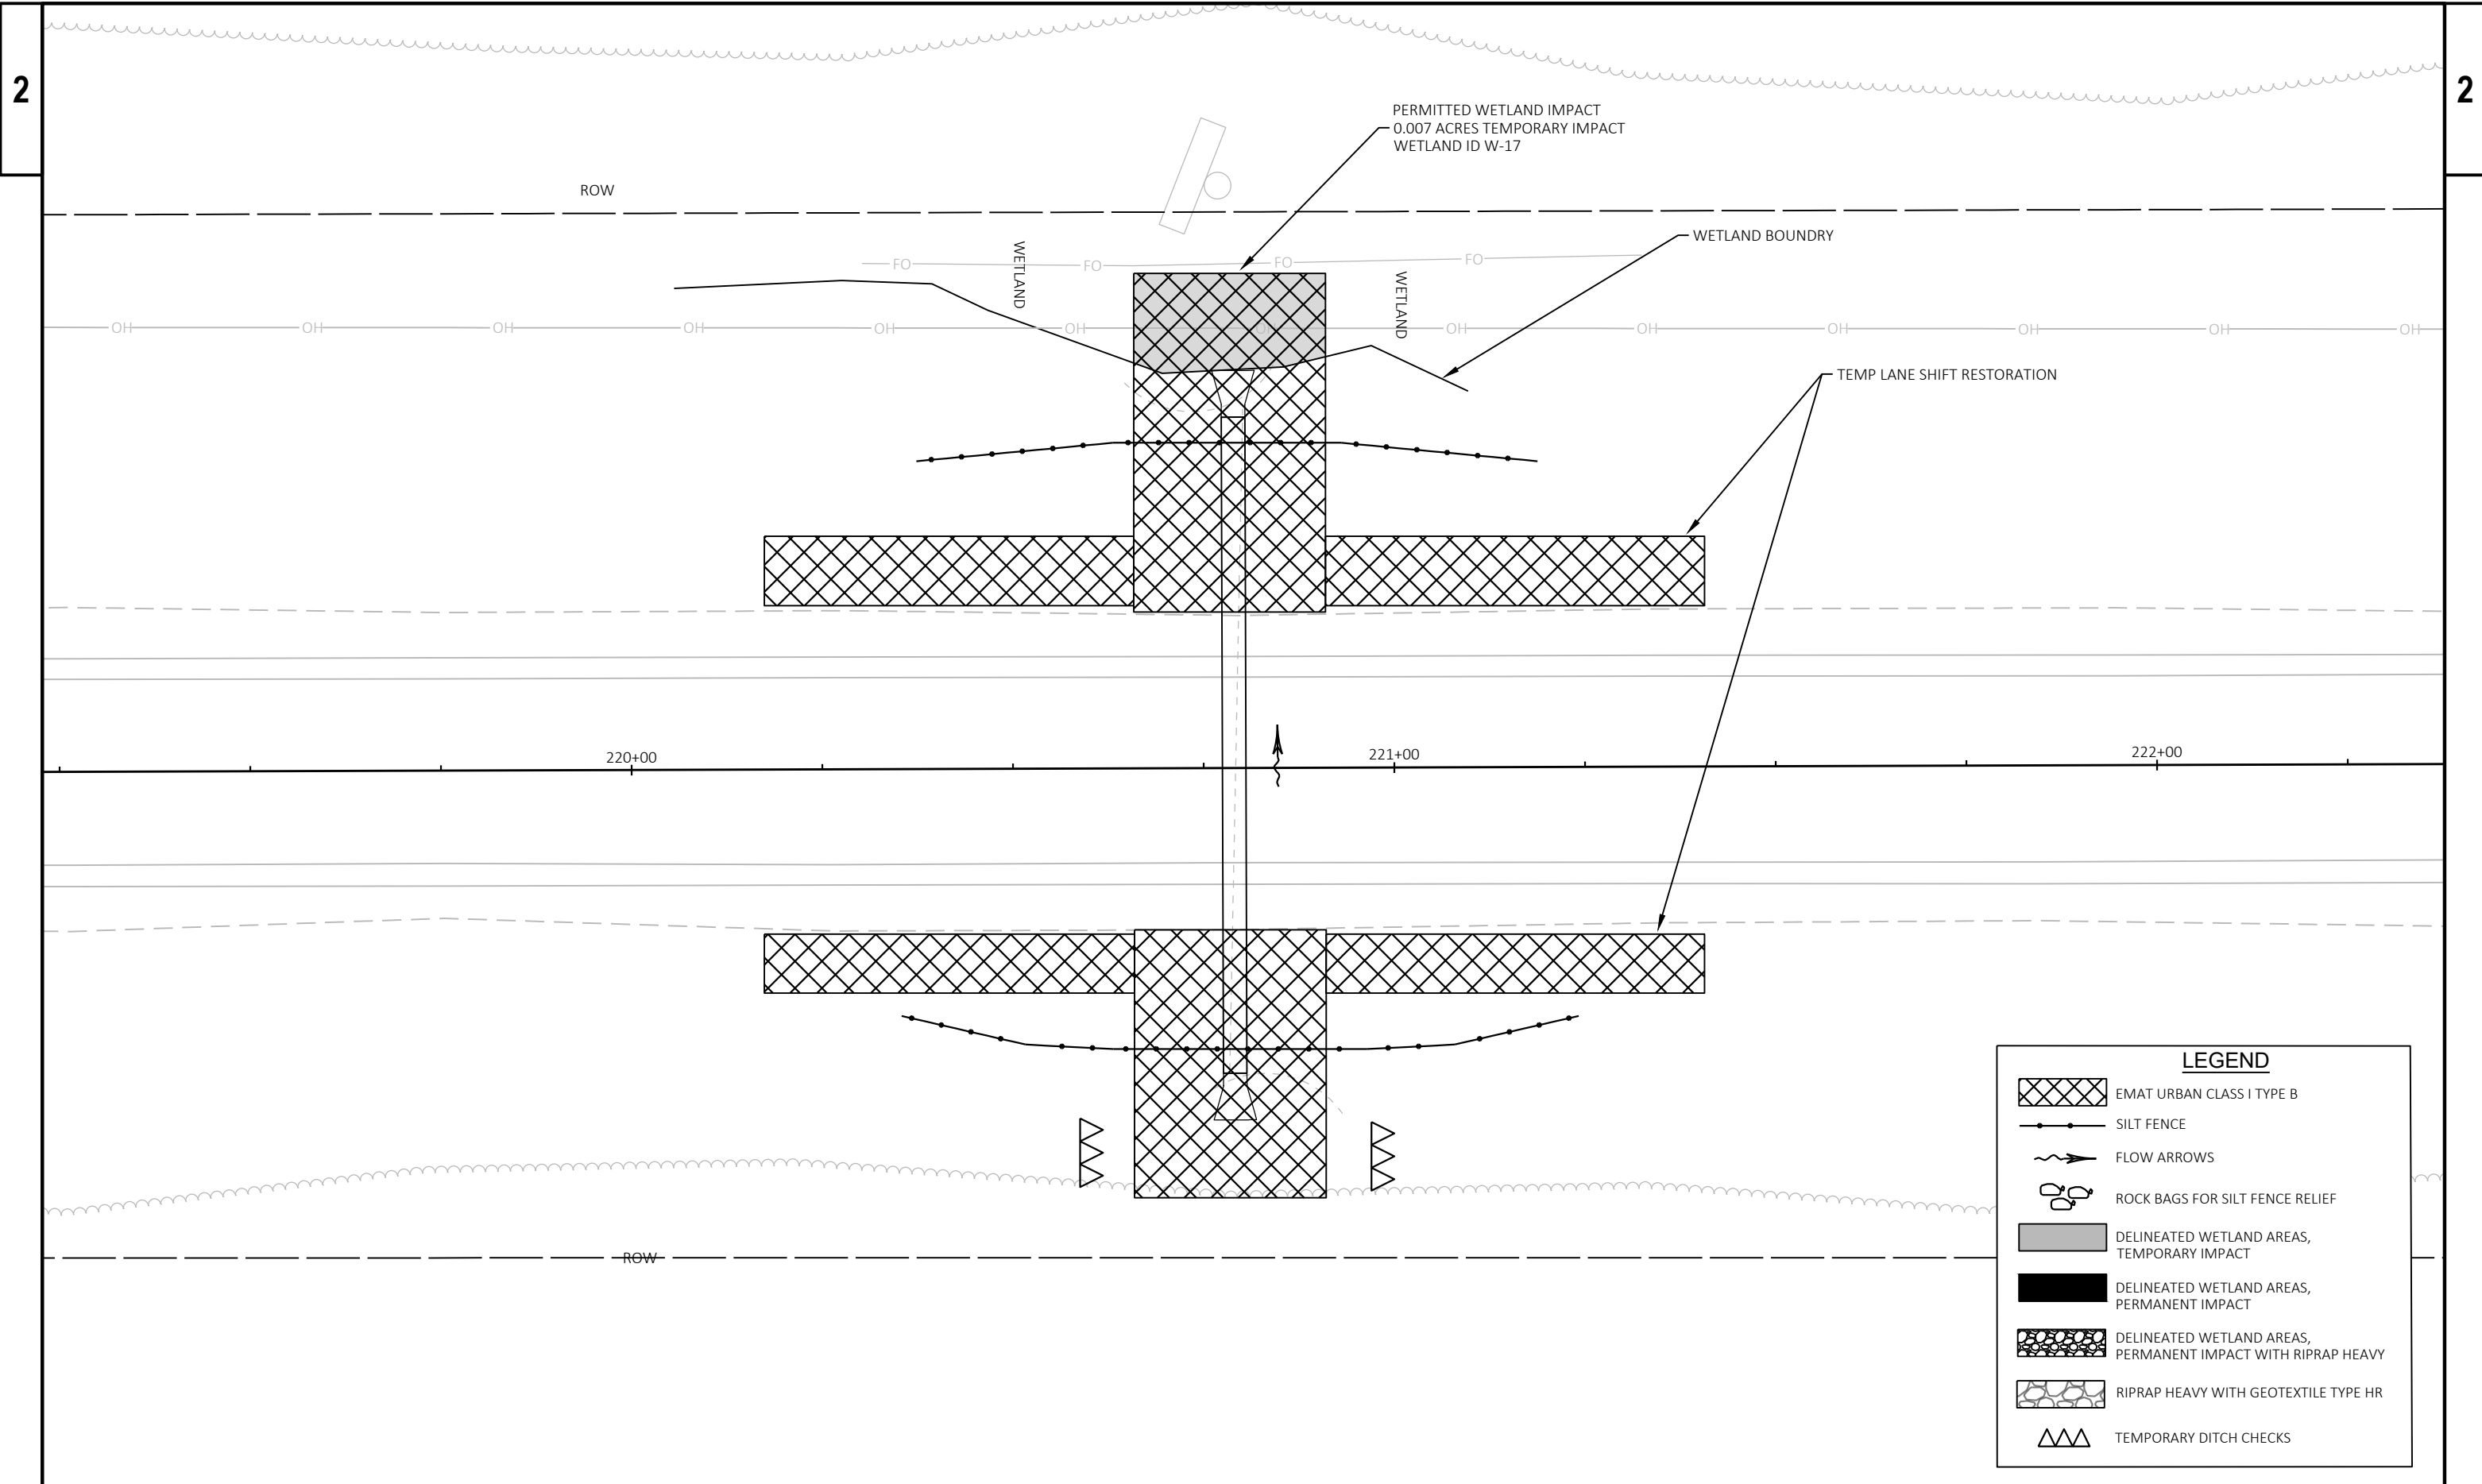 2
2
PERMITTED WETLAND IMPACT
0.007 ACRES TEMPORARY IMPACT
WETLAND ID W-17
ROW
WETLAND BOUNDRY
WETLAND
WETLAND
FO FO FO FO
OH OH OH OH OH OH OH OH OH OH OH OH OH
TEMP LANE SHIFT RESTORATION
220+00
221+00
222+00
ROW
LEGEND
EMAT URBAN CLASS I TYPE B
SILT FENCE
FLOW ARROWS
ROCK BAGS FOR SILT FENCE RELIEF
DELINEATED WETLAND AREAS,
TEMPORARY IMPACT
DELINEATED WETLAND AREAS,
PERMANENT IMPACT
DELINEATED WETLAND AREAS,
PERMANENT IMPACT WITH RIPRAP HEAVY
RIPRAP HEAVY WITH GEOTEXTILE TYPE HR
TEMPORARY DITCH CHECKS